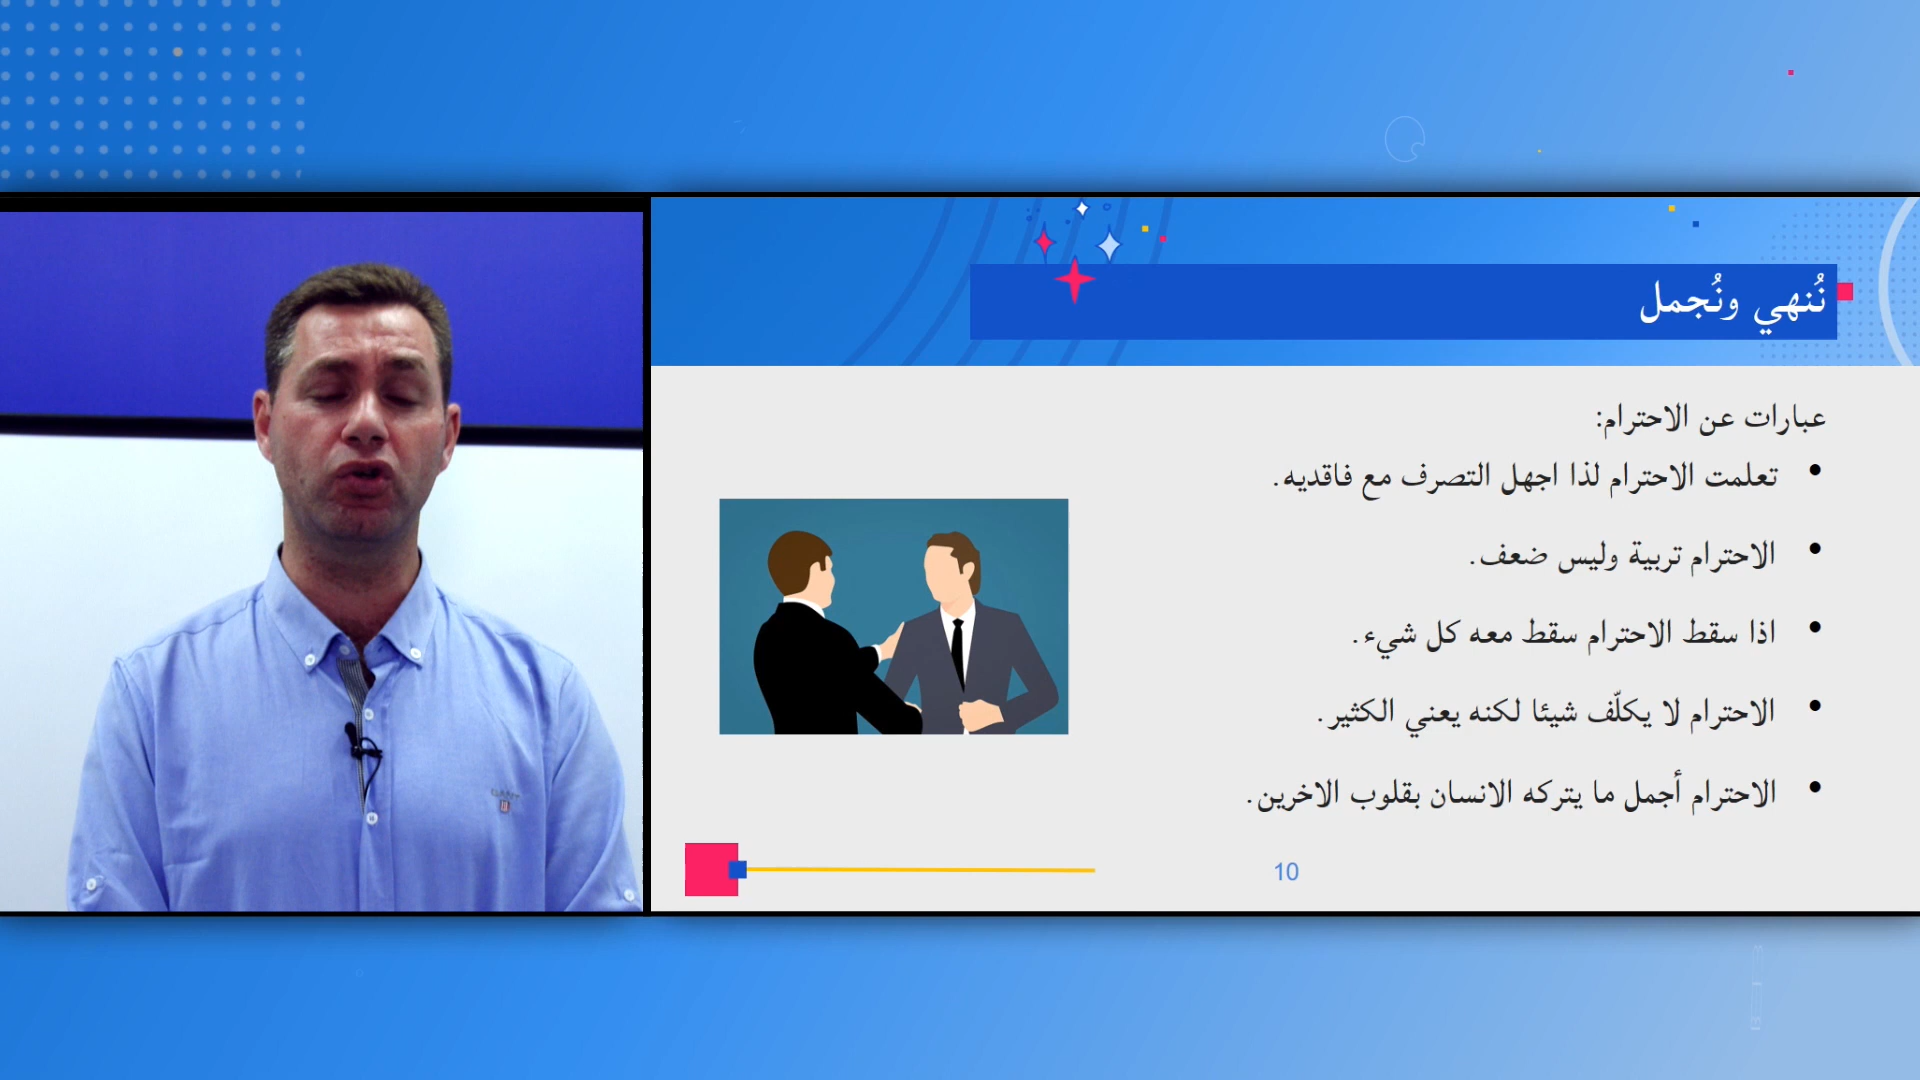 نُنهي ونُجمل
عبارات عن الاحترام:
• تعلمت الاحترام لذا اجهل التصرف مع فاقديه.
• الاحترام تربية وليس ضعف.
• اذا سقط الاحترام سقط معه كل شيء.
• الاحترام لا يكلّف شيئا لكنه يعني الكثير.
• الاحترام أجمل ما يتركه الانسان بقلوب الاخرين.
10